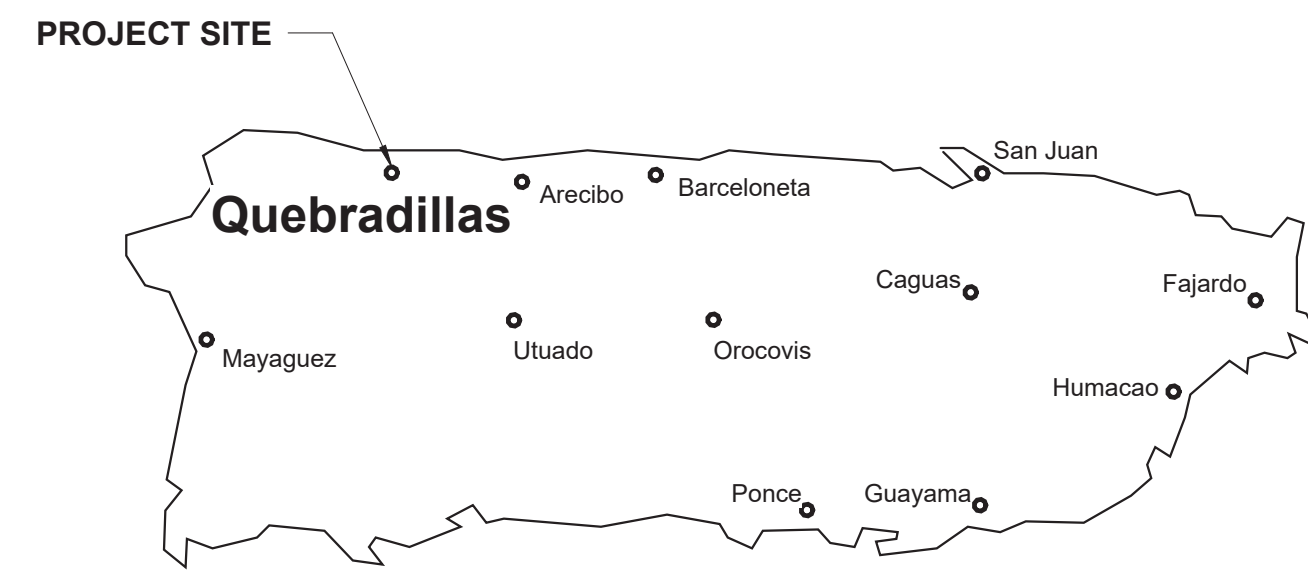 PROJECT SITE
San Juan
Barceloneta
Arecibo
Quebradillas
Caguas
Fajardo
Mayaguez
Utuado
Orocovis
Humacao
Ponce
Guayama